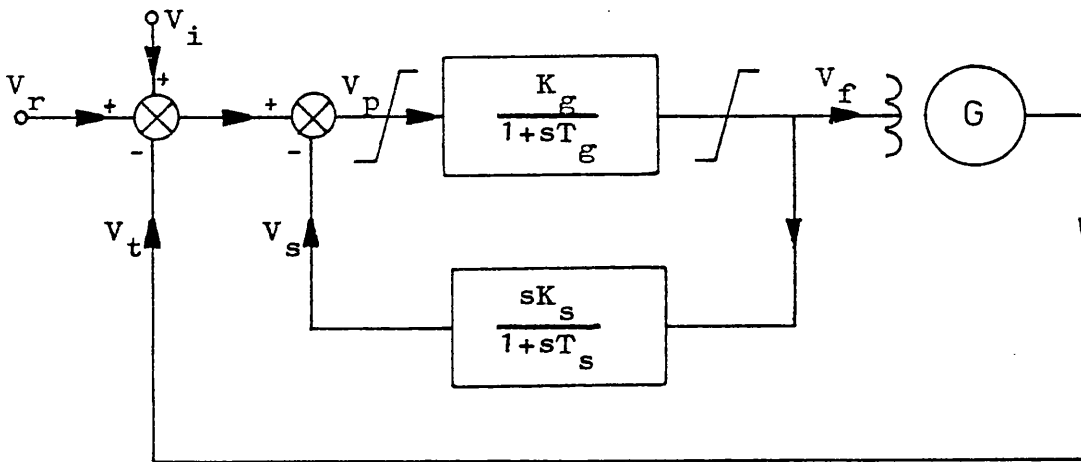 V_i
V_r
+
+
-
V_t
+
-
V_p
K_g
1+sT_g
V_f
G
V_s
sK_s
1+sT_s